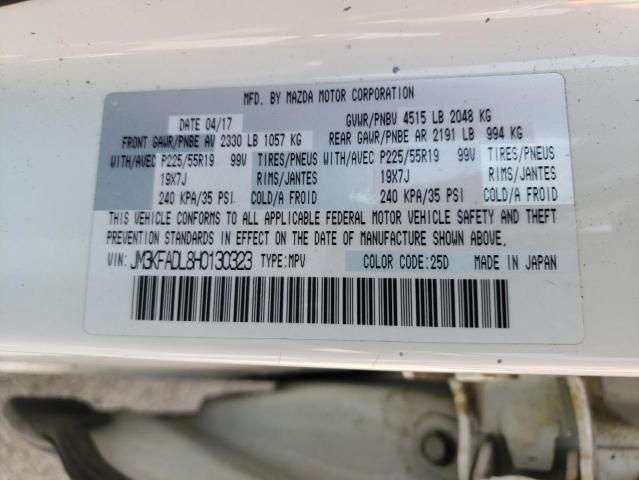 MFD. BY MAZDA MOTOR CORPORATION
DATE 04/17 GVWR/PNBV 4515 LB 2048 KG
FRONT GAWR/PNBE AV 2330 LB 1057 KG REAR GAWR/PNBE AR 2191 LB 994 KG
WITH/AVEC P225/55R19 99V TIRES/PNEUS WITH/AVEC P225/55R19 99V TIRES/PNEUS
19X7J RIMS/JANTES 19X7J RIMS/JANTES
240 KPA/35 PSI COLD/A FROID 240 KPA/35 PSI COLD/A FROID
THIS VEHICLE CONFORMS TO ALL APPLICABLE FEDERAL MOTOR VEHICLE SAFETY AND THEFT
PREVENTION STANDARDS IN EFFECT ON THE DATE OF MANUFACTURE SHOWN ABOVE.
VIN: JM3KFADL8H0130323 TYPE:MPV COLOR CODE:25D MADE IN JAPAN